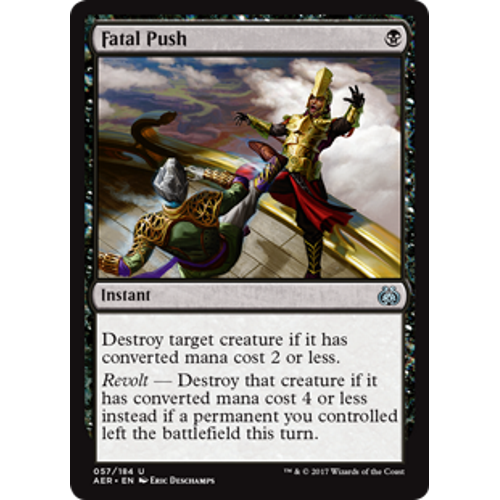 Fatal Push
Instant
Destroy target creature if it has
converted mana cost 2 or less.
Revolt — Destroy that creature if it
has converted mana cost 4 or less
instead if a permanent you controlled
left the battlefield this turn.
057/184 U
AER • EN Eric Deschamps
™ & © 2017 Wizards of the Coast